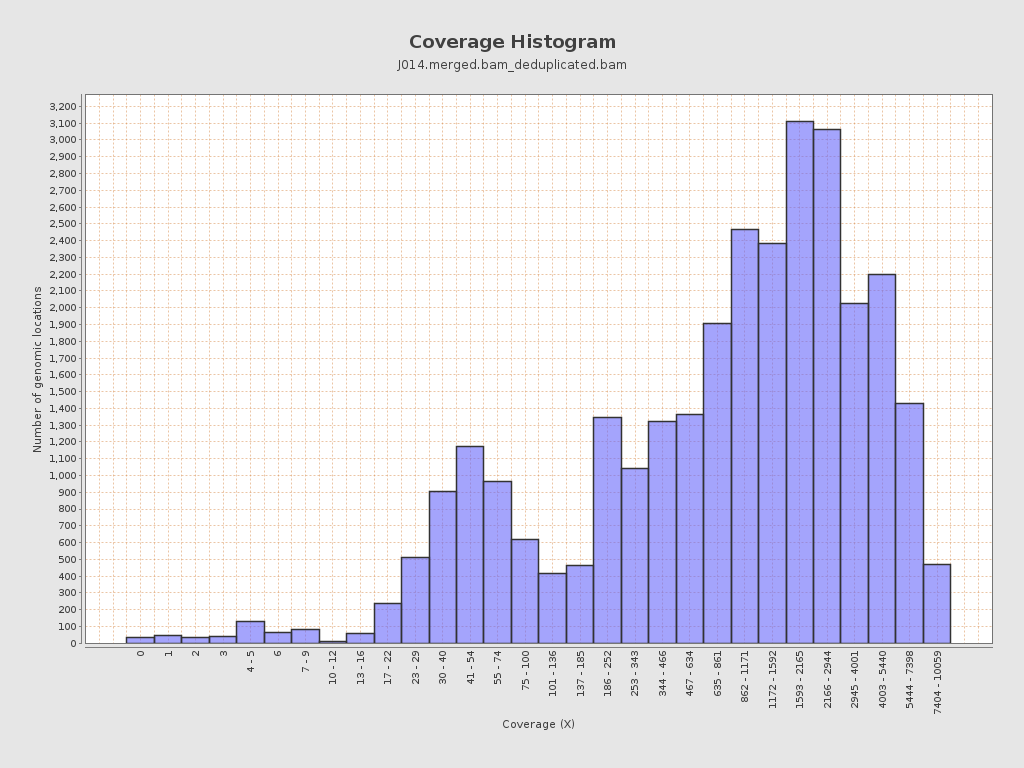 Coverage Histogram
J014.merged.bam_deduplicated.bam
Number of genomic locations
3,200
3,100
3,000
2,900
2,800
2,700
2,600
2,500
2,400
2,300
2,200
2,100
2,000
1,900
1,800
1,700
1,600
1,500
1,400
1,300
1,200
1,100
1,000
900
800
700
600
500
400
300
200
100
0
0
1
2
3
4 - 5
6
7 - 9
10 - 12
13 - 16
17 - 22
23 - 29
30 - 40
41 - 54
55 - 74
75 - 100
101 - 136
137 - 185
186 - 252
253 - 343
344 - 466
467 - 634
635 - 861
862 - 1171
1172 - 1592
1593 - 2165
2166 - 2944
2945 - 4001
4003 - 5440
5444 - 7398
7404 - 10059
Coverage (X)